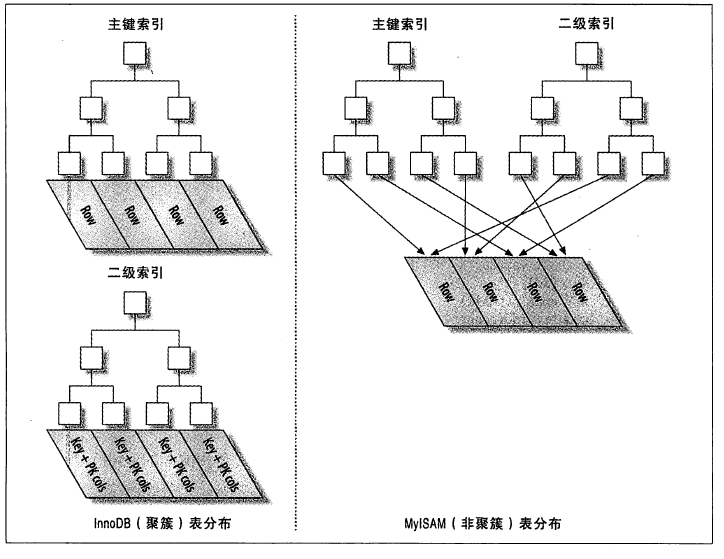 主键索引
Row
Row
Row
Row
二级索引
Key + PK cols
Key + PK cols
Key + PK cols
Key + PK cols
InnoDB（聚簇）表分布
主键索引
二级索引
Row
Row
Row
Row
MyISAM（非聚簇）表分布